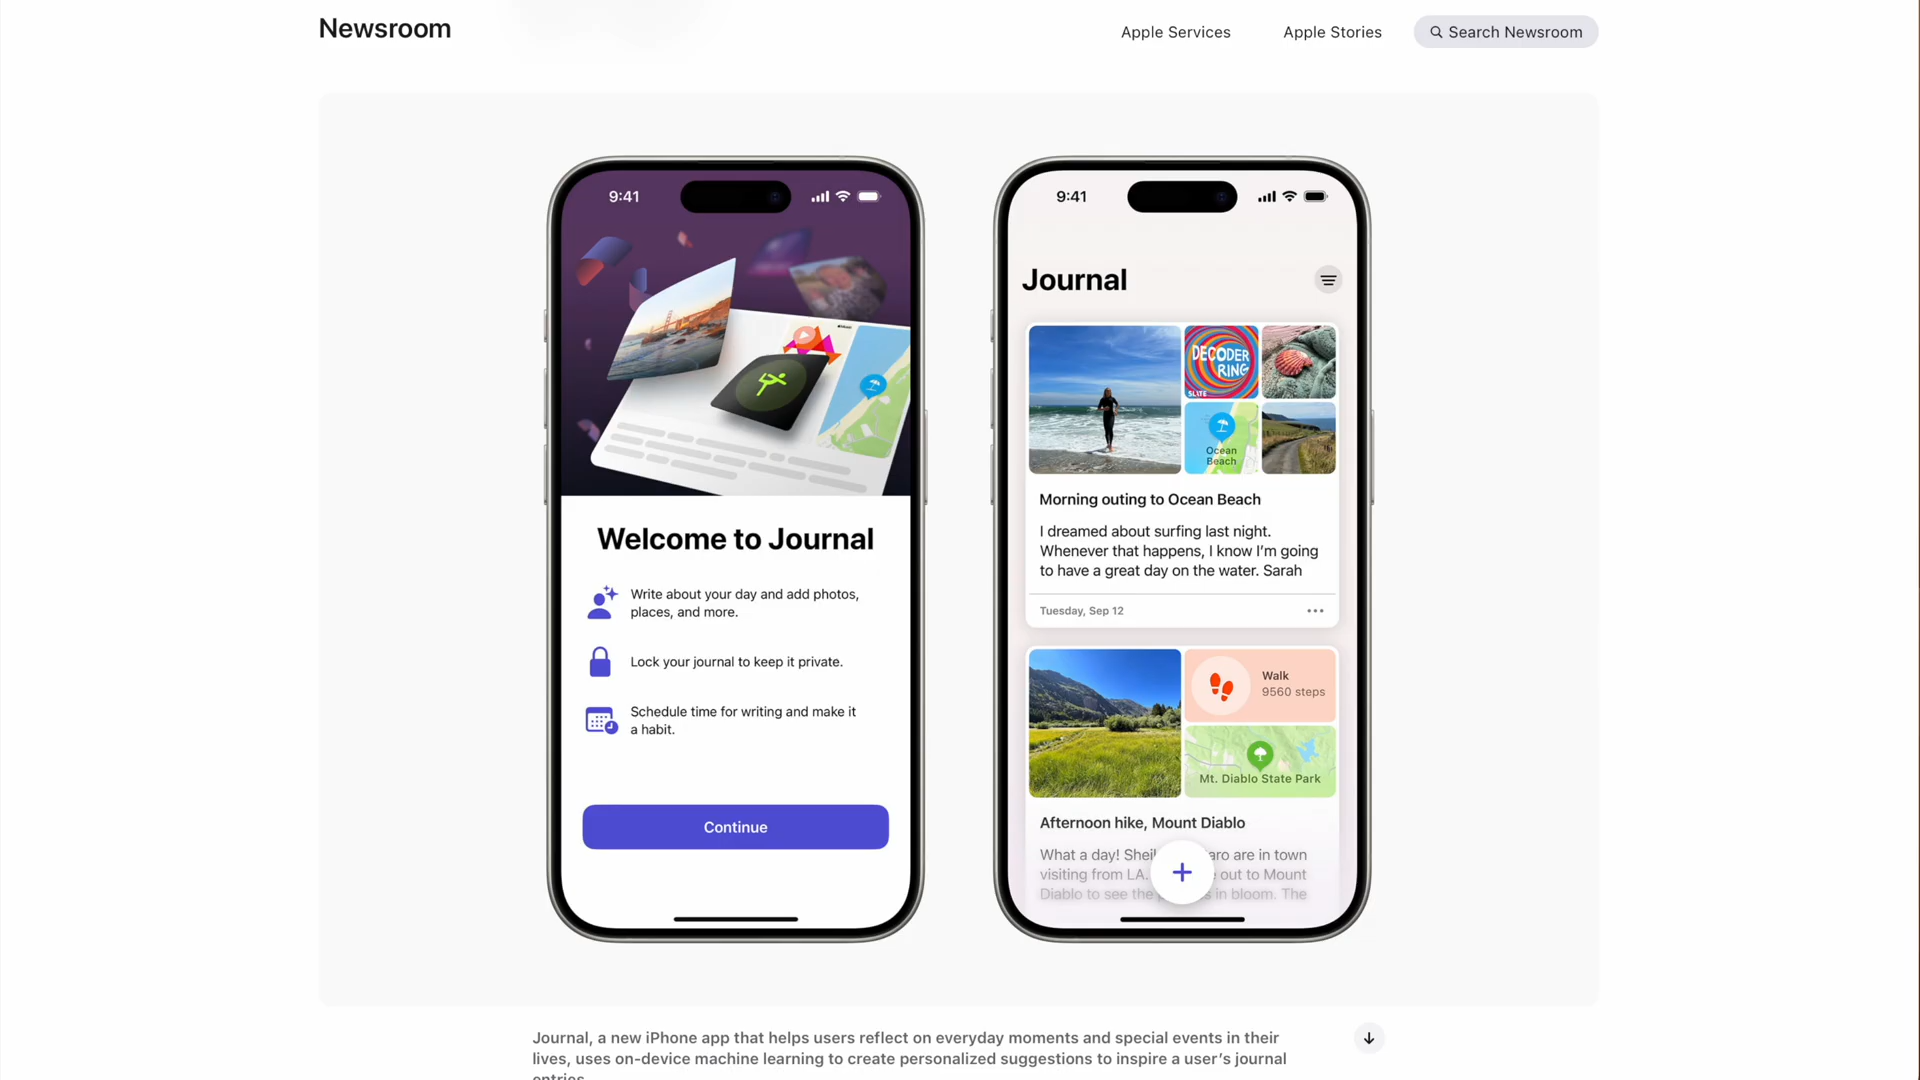 Newsroom
Apple Services
Apple Stories
Search Newsroom
9:41
Welcome to Journal
Write about your day and add photos,
places, and more.
Lock your journal to keep it private.
Schedule time for writing and make it
a habit.
Continue
9:41
Journal
DECODER
RING
SLATE
Ocean
Beach
Morning outing to Ocean Beach
I dreamed about surfing last night.
Whenever that happens, I know I’m going
to have a great day on the water. Sarah
Tuesday, Sep 12
Walk
9560 steps
Mt. Diablo State Park
Afternoon hike, Mount Diablo
What a day! are in town
visiting from LA. out to Mount
Diablo to see the in bloom. The
Journal, a new iPhone app that helps users reflect on everyday moments and special events in their
lives, uses on-device machine learning to create personalized suggestions to inspire a user’s journal
entries.